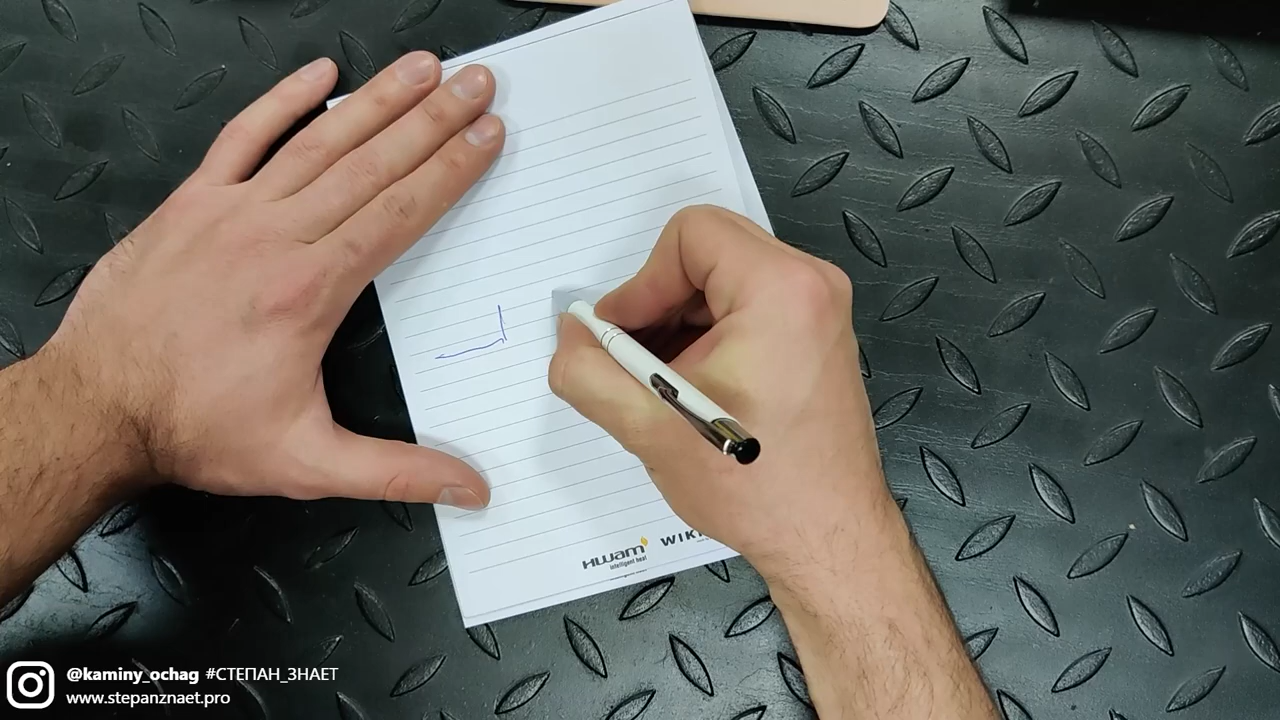 HWAM
intelligent heat
@kaminy_ochag #СТЕПАН_ЗНАЕТ
www.stepanznaet.pro